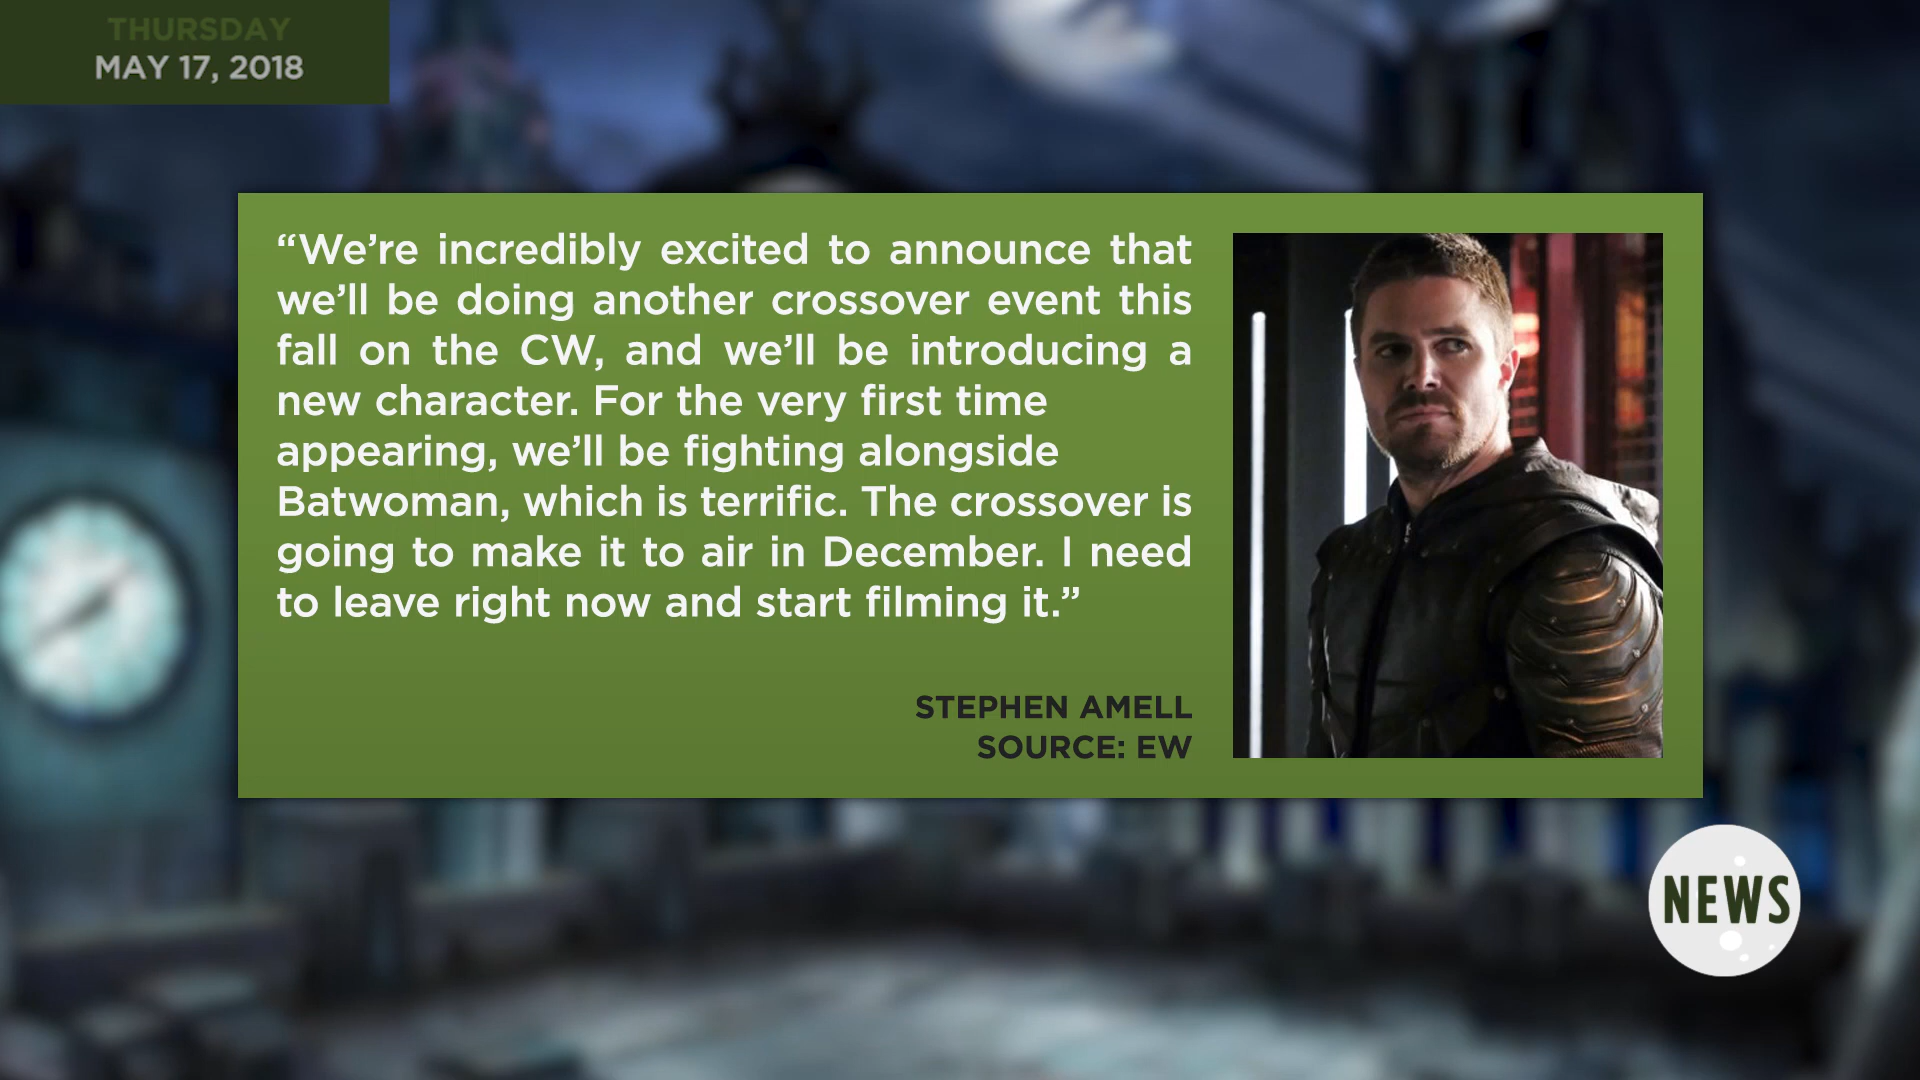 THURSDAY
MAY 17, 2018
“We’re incredibly excited to announce that
we’ll be doing another crossover event this
fall on the CW, and we’ll be introducing a
new character. For the very first time
appearing, we’ll be fighting alongside
Batwoman, which is terrific. The crossover is
going to make it to air in December. I need
to leave right now and start filming it.”
STEPHEN AMELL
SOURCE: EW
NEWS